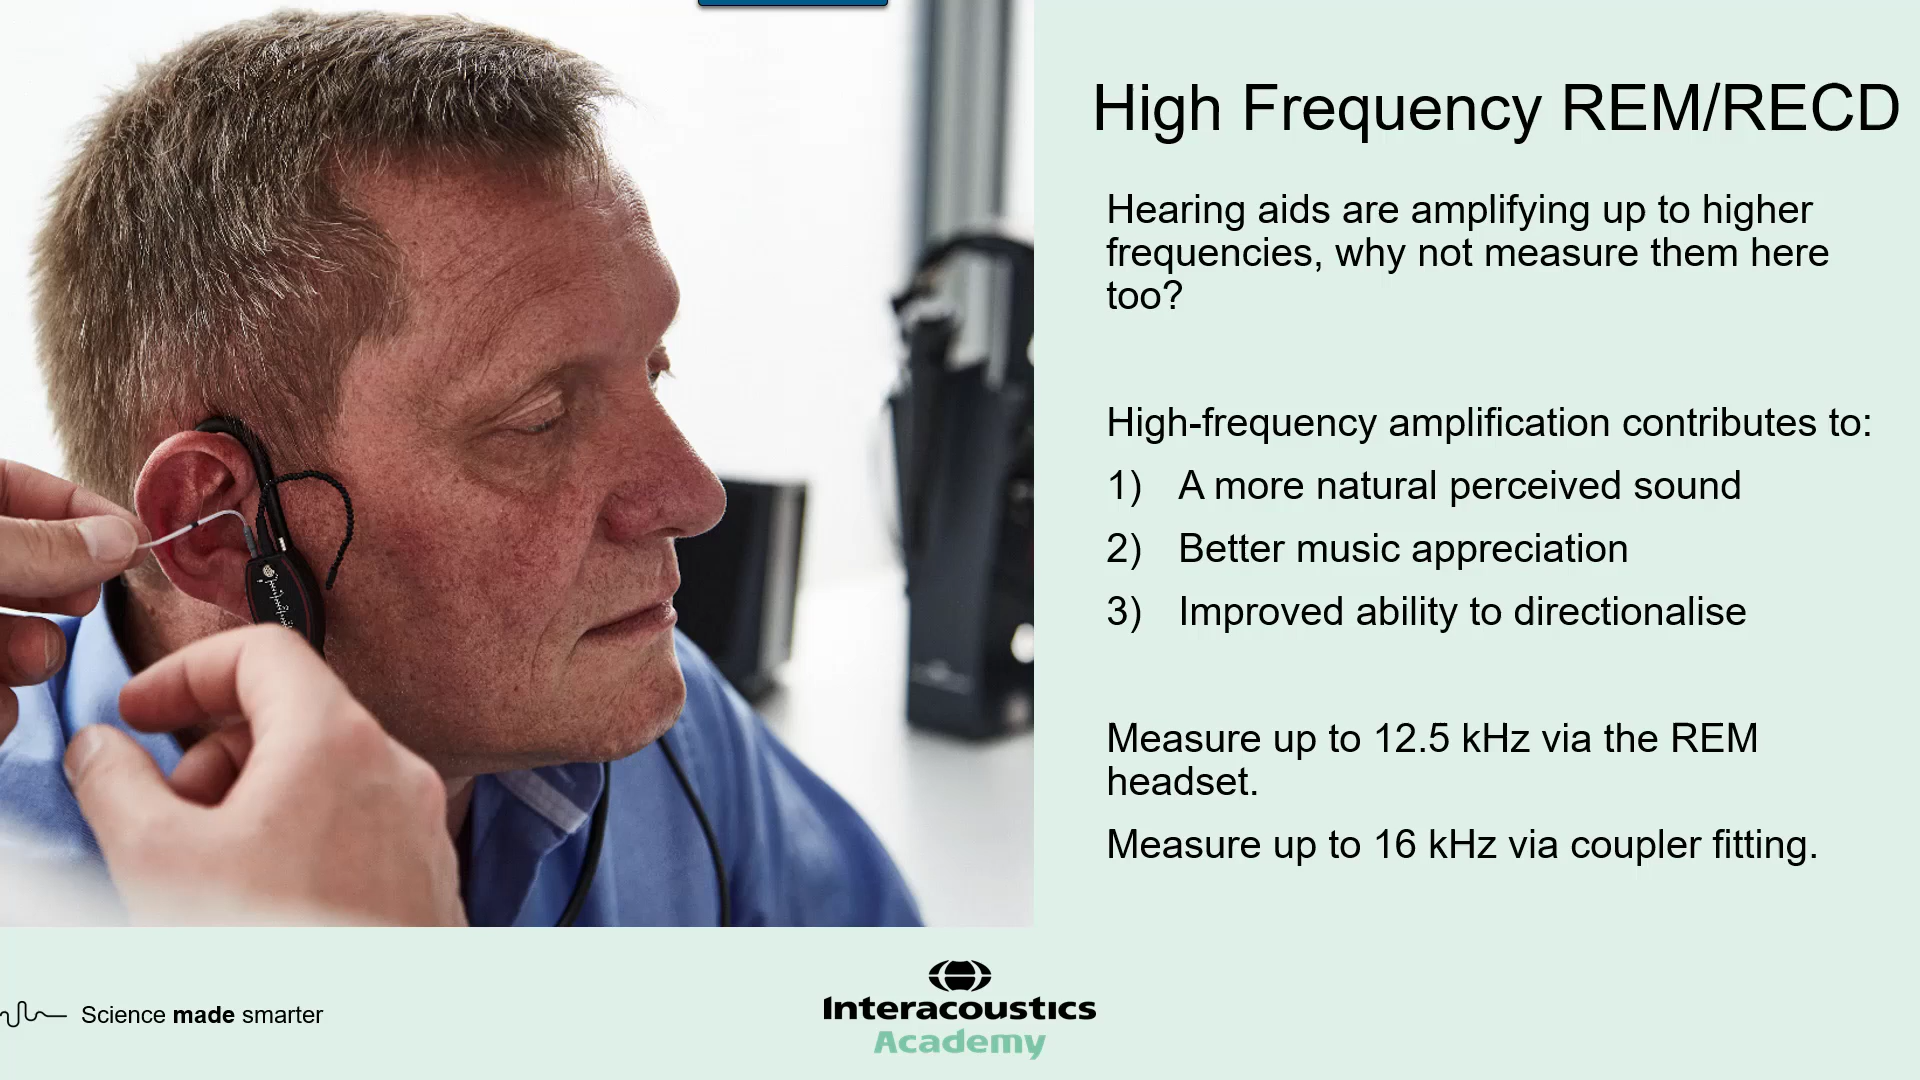 High Frequency REM/RECD
Hearing aids are amplifying up to higher
frequencies, why not measure them here
too?
High-frequency amplification contributes to:
1) A more natural perceived sound
2) Better music appreciation
3) Improved ability to directionalise
Measure up to 12.5 kHz via the REM
headset.
Measure up to 16 kHz via coupler fitting.
Science made smarter
Interacoustics
Academy